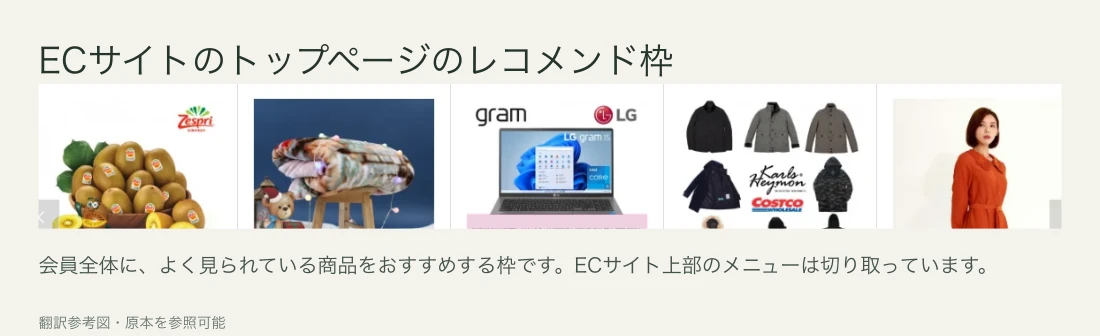 ECサイトのトップページのレコメンド枠
Zespri
gram
LG
LG gram 15
intel
CORE
Karls
Heymon
COSTCO
WHOLESALE
会員全体に、よく見られている商品をおすすめする枠です。ECサイト上部のメニューは切り取っています。
翻訳参考図・原本を参照可能